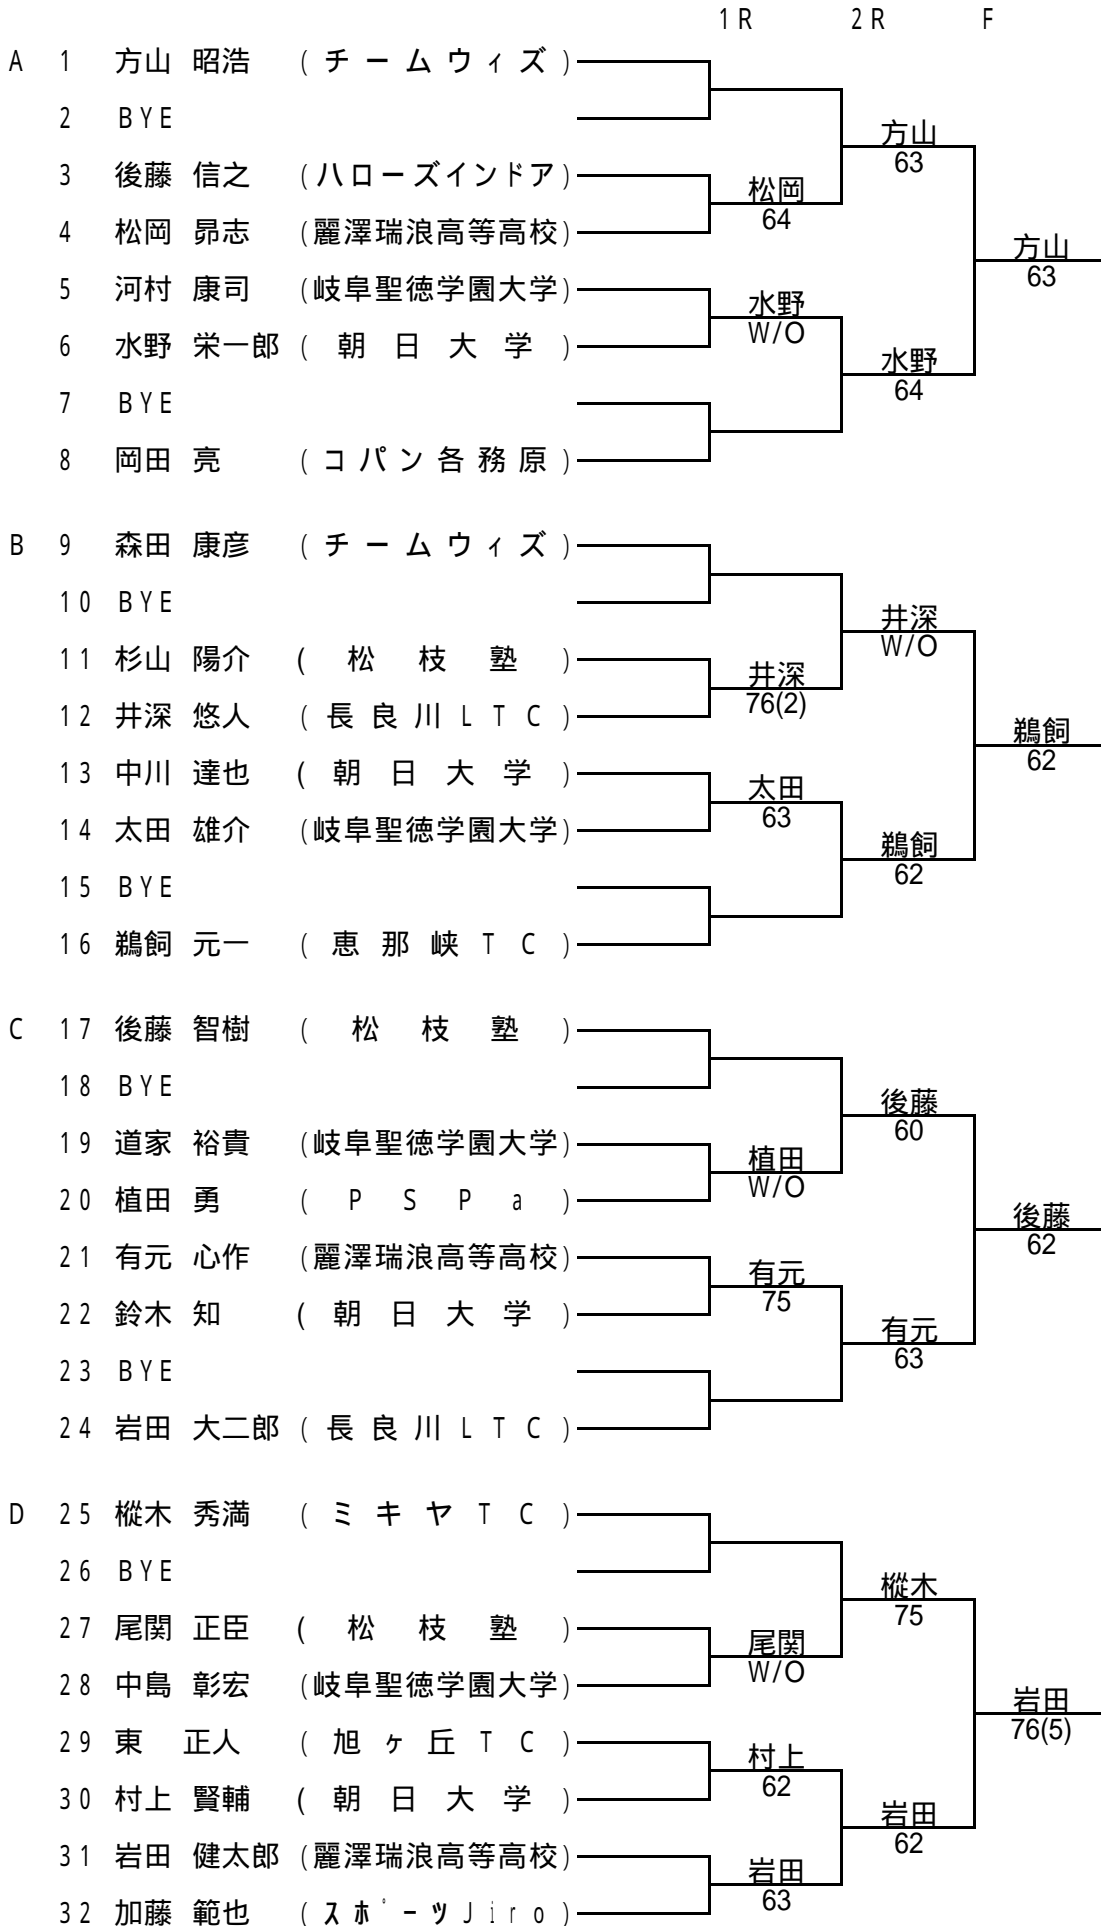 1R 2R F
A 1 方山 昭浩 (チームウィズ)
2 BYE
方山
63
3 後藤 信之 (ハローズインドア)
松岡
64
4 松岡 昴志 (麗澤瑞浪高等高校)
方山
63
5 河村 康司 (岐阜聖徳学園大学)
水野
W/O
6 水野 栄一郎 (朝日大学)
水野
64
7 BYE
8 岡田 亮 (コパン各務原)
B 9 森田 康彦 (チームウィズ)
10 BYE
井深
W/O
11 杉山 陽介 (松枝塾)
井深
76(2)
12 井深 悠人 (長良川LTC)
鵜飼
62
13 中川 達也 (朝日大学)
太田
63
14 太田 雄介 (岐阜聖徳学園大学)
鵜飼
62
15 BYE
16 鵜飼 元一 (恵那峡TC)
C 17 後藤 智樹 (松枝塾)
18 BYE
後藤
60
19 道家 裕貴 (岐阜聖徳学園大学)
植田
W/O
20 植田 勇 (PSPa)
後藤
62
21 有元 心作 (麗澤瑞浪高等高校)
有元
75
22 鈴木 知 (朝日大学)
有元
63
23 BYE
24 岩田 大二郎 (長良川LTC)
D 25 樅木 秀満 (ミキヤTC)
26 BYE
樅木
75
27 尾関 正臣 (松枝塾)
尾関
W/O
28 中島 彰宏 (岐阜聖徳学園大学)
岩田
76(5)
29 東 正人 (旭ヶ丘TC)
村上
62
30 村上 賢輔 (朝日大学)
岩田
62
31 岩田 健太郎 (麗澤瑞浪高等高校)
岩田
63
32 加藤 範也 (スポーツJiro)